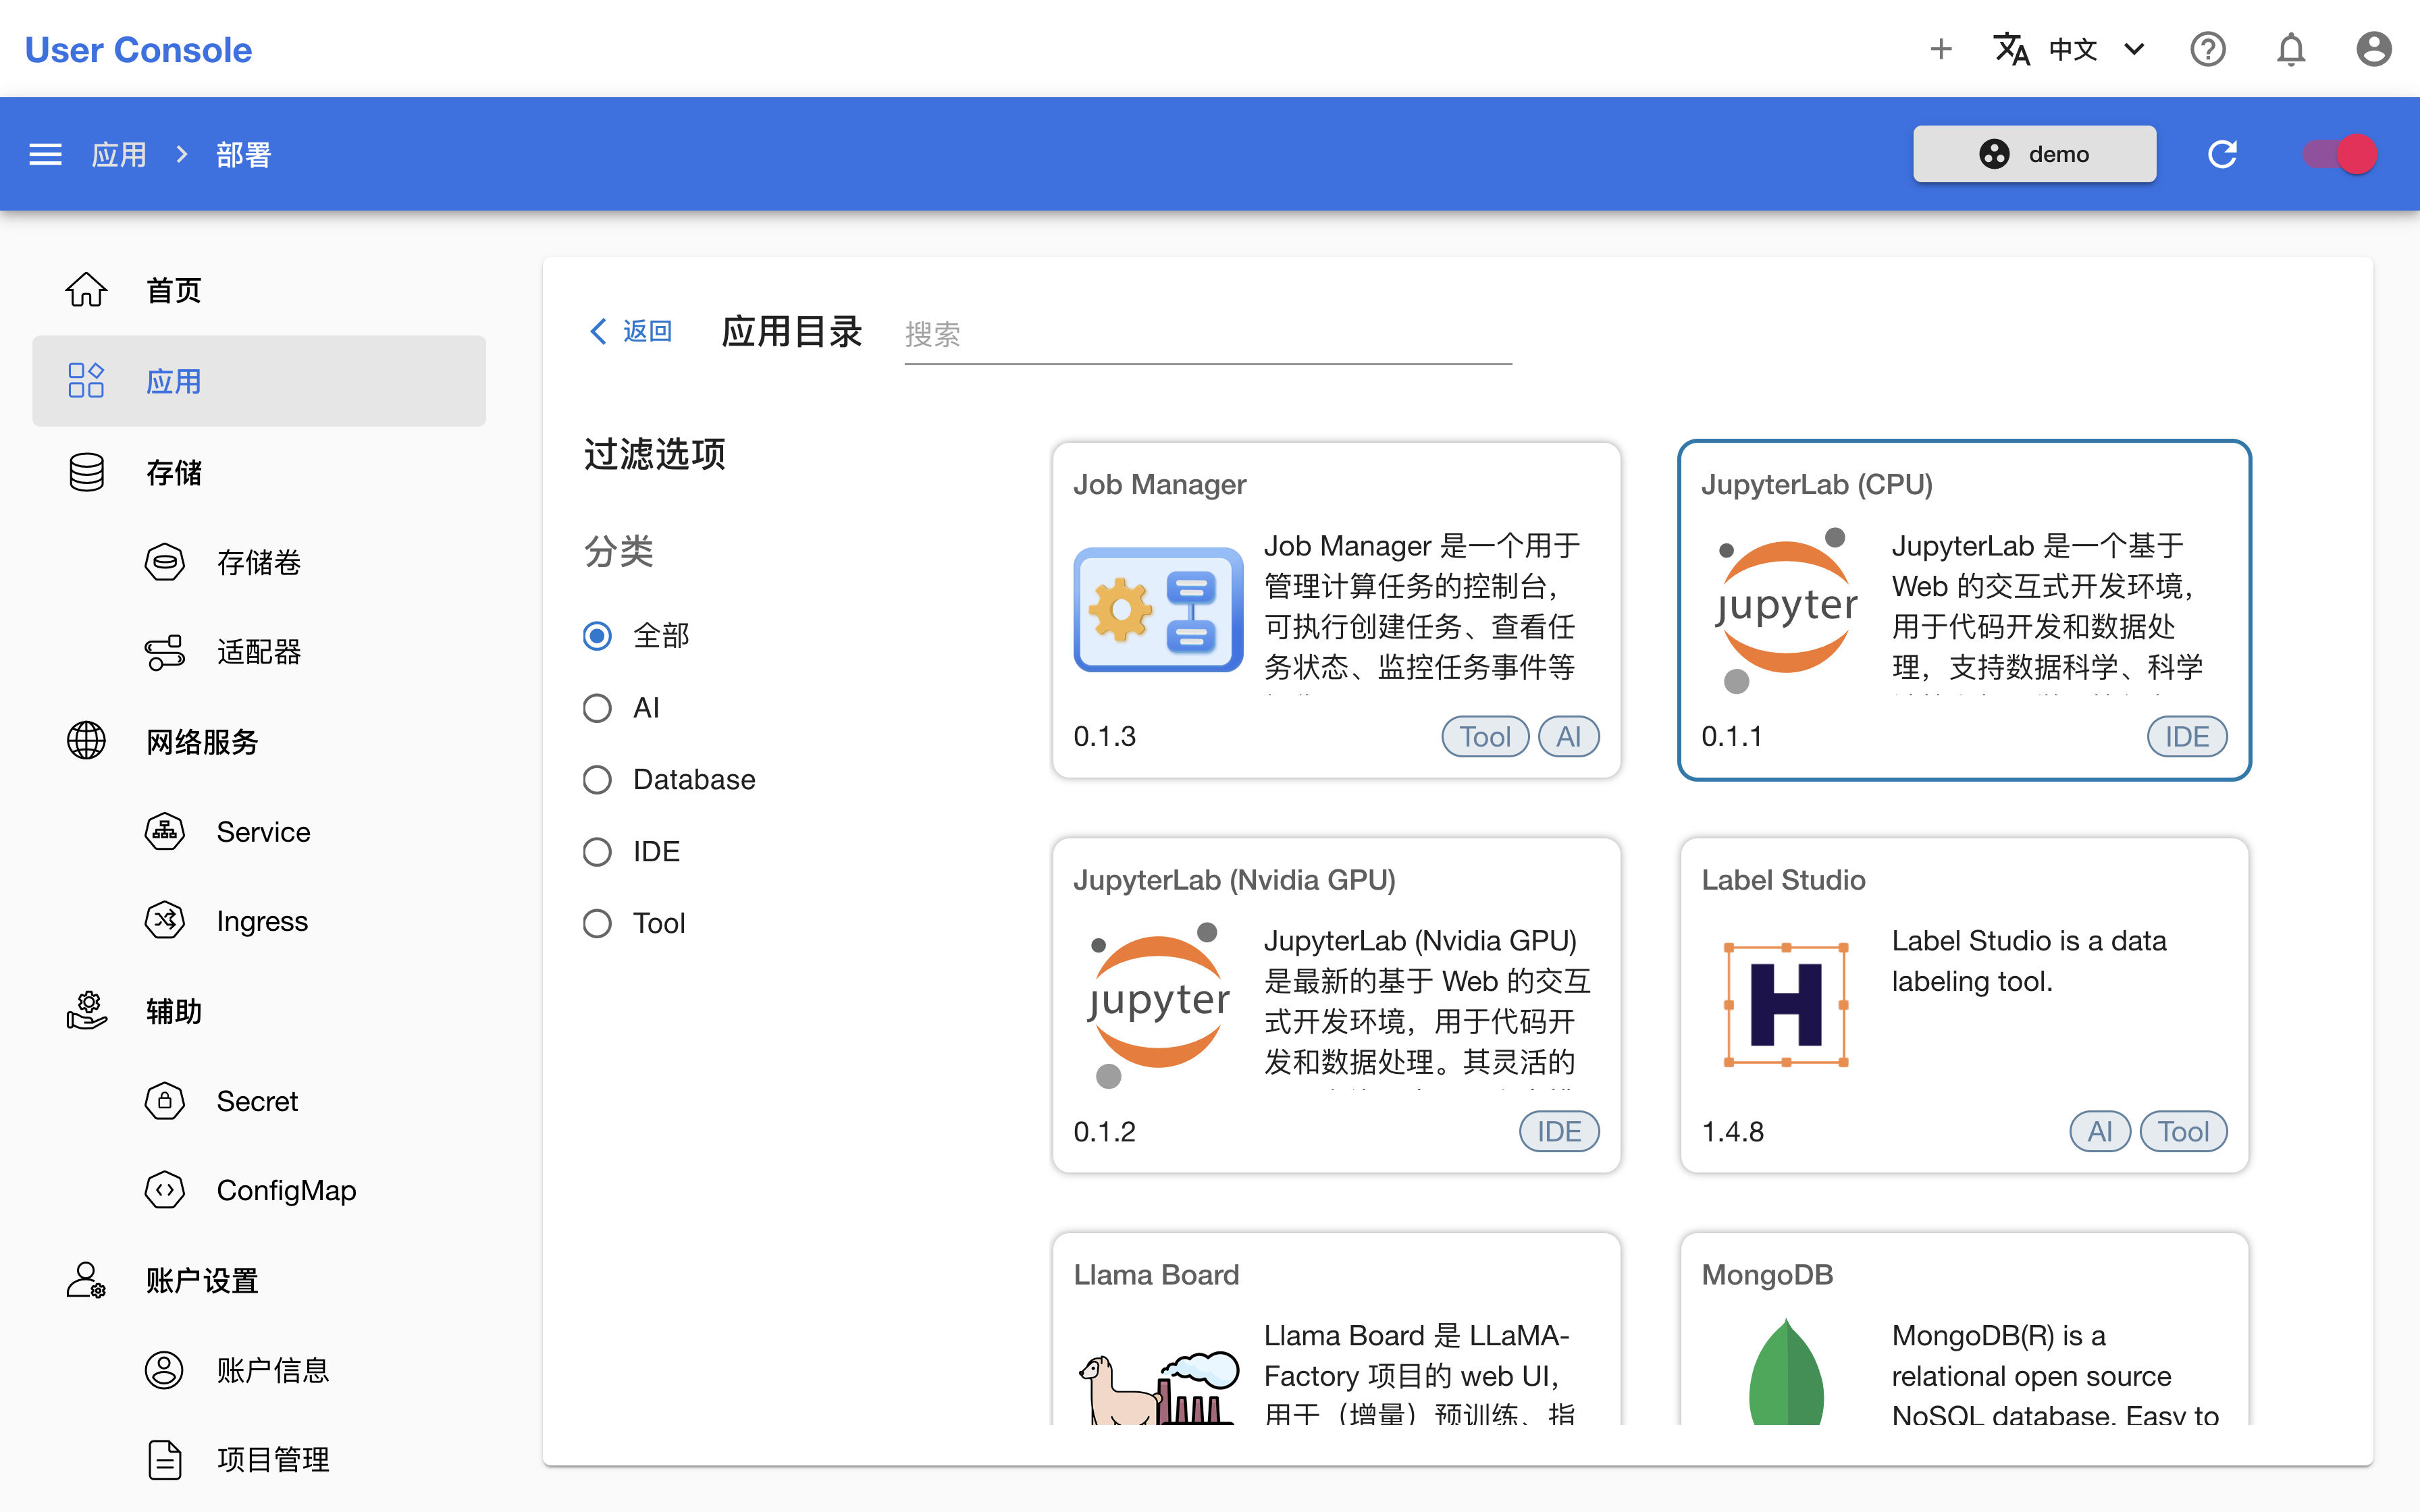 User Console
中文
应用
部署
demo
首页
应用
存储
存储卷
适配器
网络服务
Service
Ingress
辅助
Secret
ConfigMap
账户设置
账户信息
项目管理
返回
应用目录
搜索
过滤选项
分类
全部
AI
Database
IDE
Tool
Job Manager
Job Manager 是一个用于
管理计算任务的控制台，
可执行创建任务、查看任
务状态、监控任务事件等
0.1.3
Tool
AI
JupyterLab (CPU)
jupyter
JupyterLab 是一个基于
Web 的交互式开发环境，
用于代码开发和数据处
理，支持数据科学、科学
0.1.1
IDE
JupyterLab (Nvidia GPU)
jupyter
JupyterLab (Nvidia GPU)
是最新的基于 Web 的交互
式开发环境，用于代码开
发和数据处理。其灵活的
0.1.2
IDE
Label Studio
Label Studio is a data
labeling tool.
1.4.8
AI
Tool
Llama Board
Llama Board 是 LLaMA-
Factory 项目的 web UI，
用于（增量）预训练、指
MongoDB
MongoDB(R) is a
relational open source
NoSQL database. Easy to